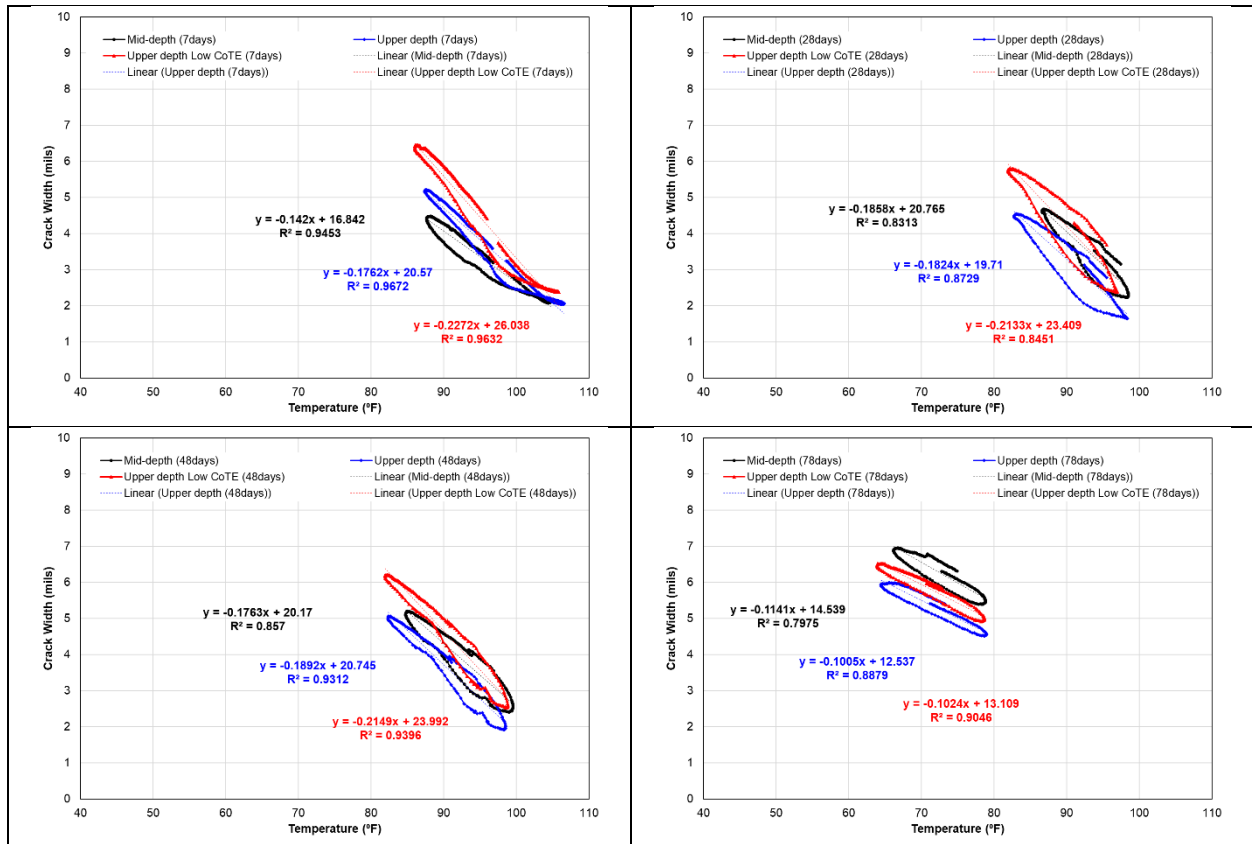 10
9
8
7
6
5
4
3
2
1
0
Crack Width (mils)
Mid-depth (7days) Upper depth (7days)
Upper depth Low CoTE (7days) Linear (Mid-depth (7days))
Linear (Upper depth (7days)) Linear (Upper depth Low CoTE (7days))
y = -0.142x + 16.842
R² = 0.9453
y = -0.1762x + 20.57
R² = 0.9672
y = -0.2272x + 26.038
R² = 0.9632
40 50 60 70 80 90 100 110
Temperature (°F)
10
9
8
7
6
5
4
3
2
1
0
Crack Width (mils)
Mid-depth (28days) Upper depth (28days)
Upper depth Low CoTE (28days) Linear (Mid-depth (28days))
Linear (Upper depth (28days)) Linear (Upper depth Low CoTE (28days))
y = -0.1858x + 20.765
R² = 0.8313
y = -0.1824x + 19.71
R² = 0.8729
y = -0.2133x + 23.409
R² = 0.8451
40 50 60 70 80 90 100 110
Temperature (°F)
10
9
8
7
6
5
4
3
2
1
0
Crack Width (mils)
Mid-depth (48days) Upper depth (48days)
Upper depth Low CoTE (48days) Linear (Mid-depth (48days))
Linear (Upper depth (48days)) Linear (Upper depth Low CoTE (48days))
y = -0.1763x + 20.17
R² = 0.857
y = -0.1892x + 20.745
R² = 0.9312
y = -0.2149x + 23.992
R² = 0.9396
40 50 60 70 80 90 100 110
Temperature (°F)
10
9
8
7
6
5
4
3
2
1
0
Crack Width (mils)
Mid-depth (78days) Upper depth (78days)
Upper depth Low CoTE (78days) Linear (Mid-depth (78days))
Linear (Upper depth (78days)) Linear (Upper depth Low CoTE (78days))
y = -0.1141x + 14.539
R² = 0.7975
y = -0.1005x + 12.537
R² = 0.8879
y = -0.1024x + 13.109
R² = 0.9046
40 50 60 70 80 90 100 110
Temperature (°F)